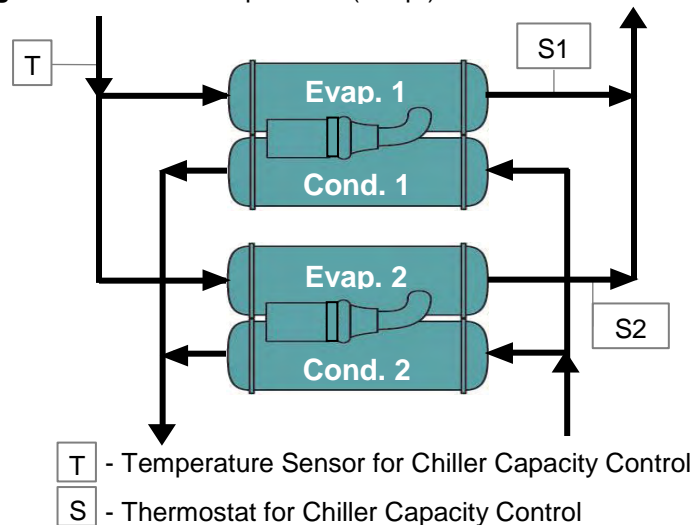 T
S1
Evap. 1
Cond. 1
Evap. 2
S2
Cond. 2
T - Temperature Sensor for Chiller Capacity Control
S - Thermostat for Chiller Capacity Control